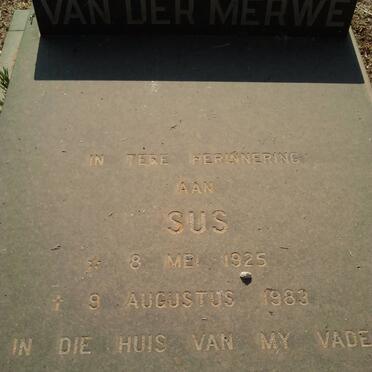 VAN DER MERWE
IN TERE HERINNERING
AAN
SUS
* 8 MEI 1925
† 9 AUGUSTUS 1983
IN DIE HUIS VAN MY VADE